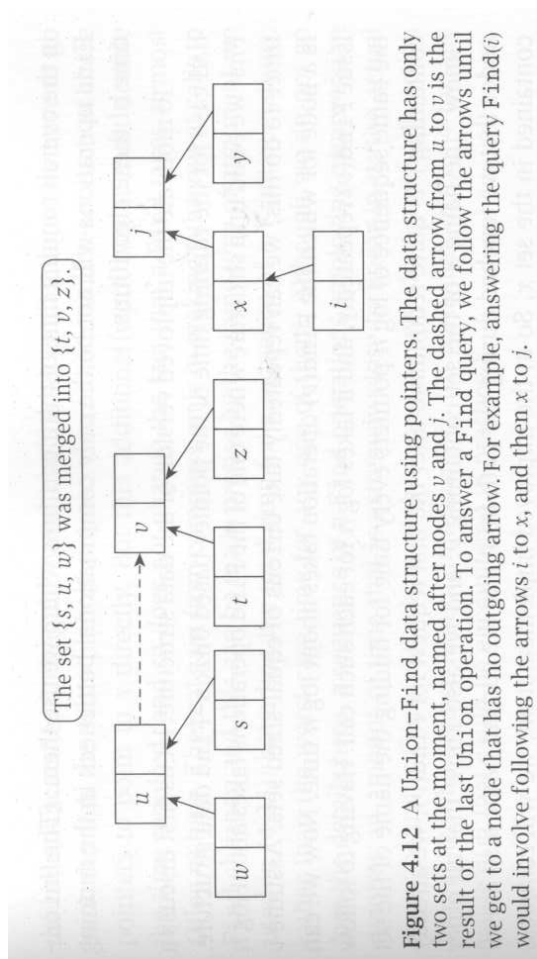 The set {s, u, w} was merged into {t, v, z}.
u
v
j
w
s
t
z
x
y
i
Figure 4.12 A Union-Find data structure using pointers. The data structure has only
two sets at the moment, named after nodes v and j. The dashed arrow from u to v is the
result of the last Union operation. To answer a Find query, we follow the arrows until
we get to a node that has no outgoing arrow. For example, answering the query Find(i)
would involve following the arrows i to x, and then x to j.